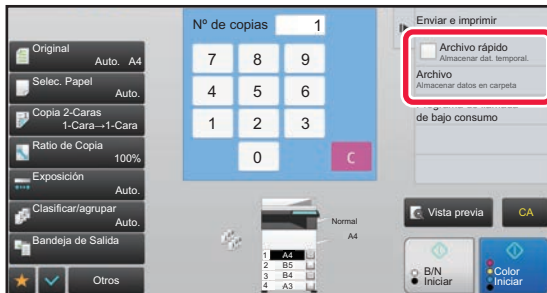 Original
Auto. A4
Selec. Papel
Auto.
Copia 2-Caras
1-Cara→1-Cara
Ratio de Copia
100%
Exposición
Auto.
Clasificar/agrupar
Auto.
Bandeja de Salida
Otros
Nº de copias 1
7 8 9
4 5 6
1 2 3
0 C
Normal
A4
1 A4
2 B5
3 B4
4 A3
Enviar e imprimir
Archivo rápido
Almacenar dat. temporal.
Archivo
Almacenar datos en carpeta
de bajo consumo
Vista previa
CA
B/N
Iniciar
Color
Iniciar